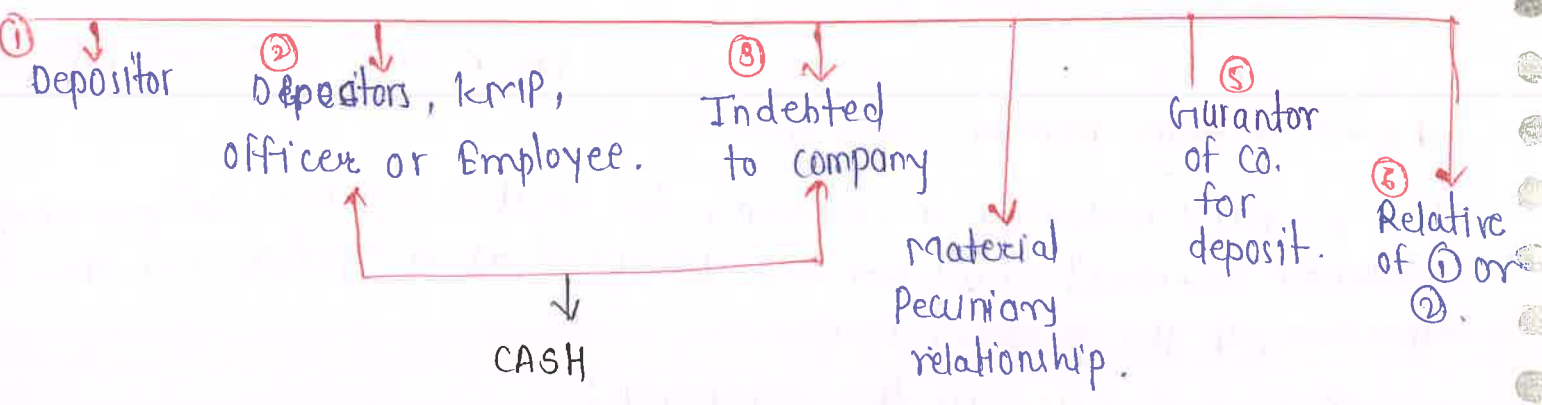 ①
Depositor
②
Depositors, KMP,
officer or Employee.
③
Indebted
to company
CASH
Material
Pecuniary
relationship.
⑤
Gurantor
of co.
for
deposit.
⑥
Relative
of ① or
②.